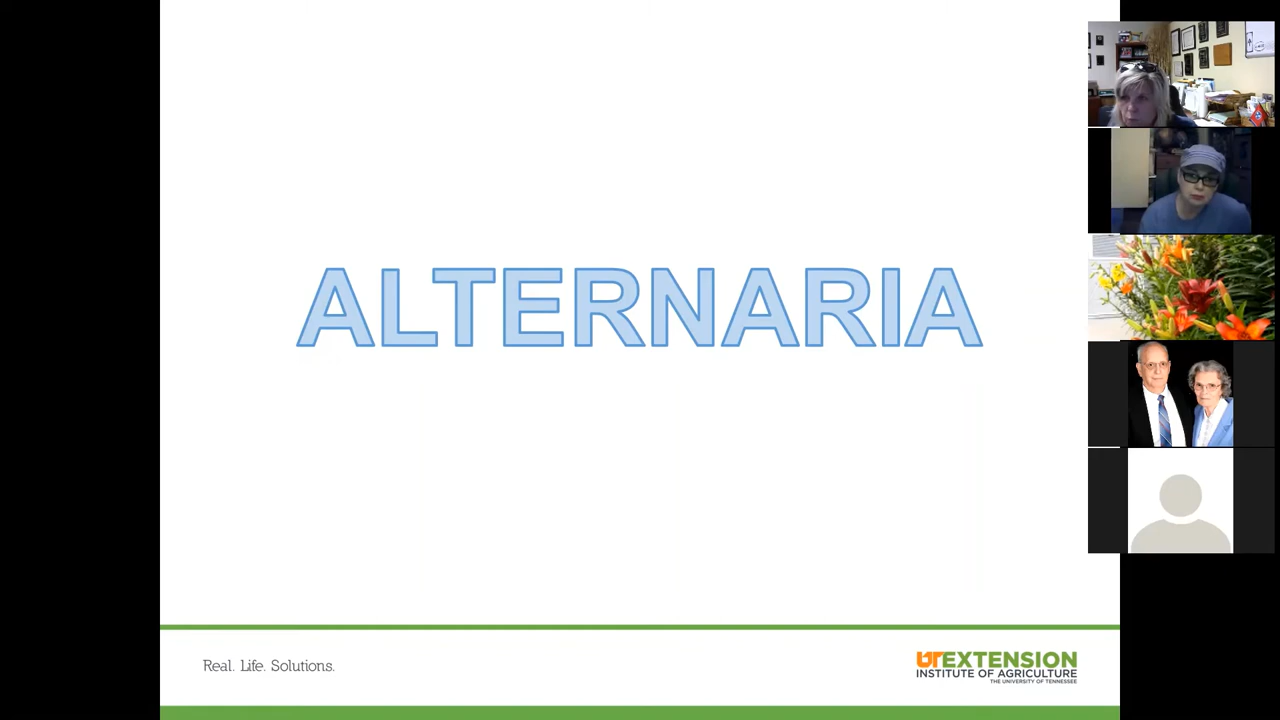 ALTERNARIA
Real. Life. Solutions.
UTEXTENSION
INSTITUTE OF AGRICULTURE
THE UNIVERSITY OF TENNESSEE